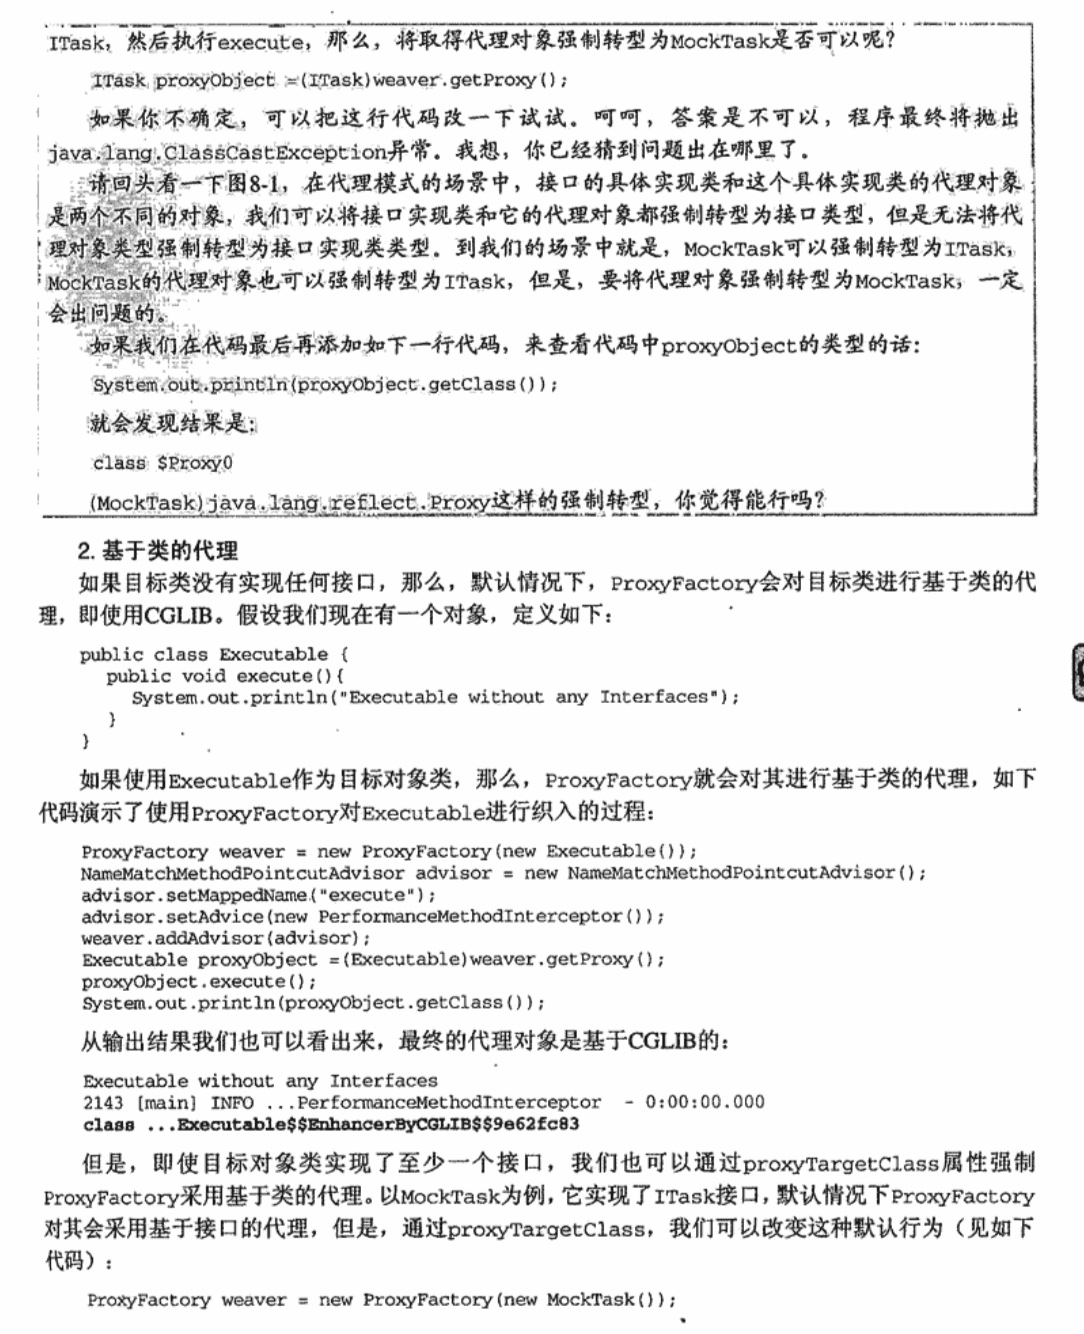 ITask，然后执行execute，那么，将取得代理对象强制转型为MockTask是否可以呢？
ITask proxyObject =(ITask)weaver.getProxy();
如果你不确定，可以把这行代码改一下试试。呵呵，答案是不可以，程序最终将抛出
java.lang.ClassCastException异常。我想，你已经猜到问题出在哪里了。
请回头看一下图8-1，在代理模式的场景中，接口的具体实现类和这个具体实现类的代理对象
是两个不同的对象，我们可以将接口实现类和它的代理对象都强制转型为接口类型，但是无法将代
理对象类型强制转型为接口实现类类型。到我们的场景中就是，MockTask可以强制转型为ITask，
MockTask的代理对象也可以强制转型为ITask，但是，要将代理对象强制转型为MockTask，一定
会出问题的。
如果我们在代码最后再添加如下一行代码，来查看代码中proxyObject的类型的话：
System.out.println(proxyObject.getClass());
就会发现结果是：
class $Proxy0
(MockTask)java.lang.reflect.Proxy这样的强制转型，你觉得能行吗？
2. 基于类的代理
如果目标类没有实现任何接口，那么，默认情况下，ProxyFactory会对目标类进行基于类的代
理，即使用CGLIB。假设我们现在有一个对象，定义如下：
public class Executable {
public void execute(){
System.out.println("Executable without any Interfaces");
}
}
如果使用Executable作为目标对象类，那么，ProxyFactory就会对其进行基于类的代理，如下
代码演示了使用ProxyFactory对Executable进行织入的过程：
ProxyFactory weaver = new ProxyFactory(new Executable());
NameMatchMethodPointcutAdvisor advisor = new NameMatchMethodPointcutAdvisor();
advisor.setMappedName("execute");
advisor.setAdvice(new PerformanceMethodInterceptor());
weaver.addAdvisor(advisor);
Executable proxyObject =(Executable)weaver.getProxy();
proxyObject.execute();
System.out.println(proxyObject.getClass());
从输出结果我们也可以看出来，最终的代理对象是基于CGLIB的：
Executable without any Interfaces
2143 [main] INFO ...PerformanceMethodInterceptor - 0:00:00.000
class ...Executable$$EnhancerByCGLIB$$9e62fc83
但是，即使目标对象类实现了至少一个接口，我们也可以通过proxyTargetClass属性强制
ProxyFactory采用基于类的代理。以MockTask为例，它实现了ITask接口，默认情况下ProxyFactory
对其会采用基于接口的代理，但是，通过proxyTargetClass，我们可以改变这种默认行为（见如下
代码）：
ProxyFactory weaver = new ProxyFactory(new MockTask());